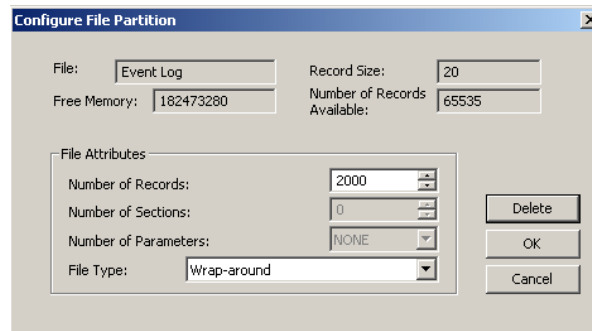 Configure File Partition
File: Event Log Record Size: 20
Free Memory: 182473280 Number of Records Available: 65535
File Attributes
Number of Records: 2000
Number of Sections: 0
Number of Parameters: NONE
File Type: Wrap-around
Delete
OK
Cancel